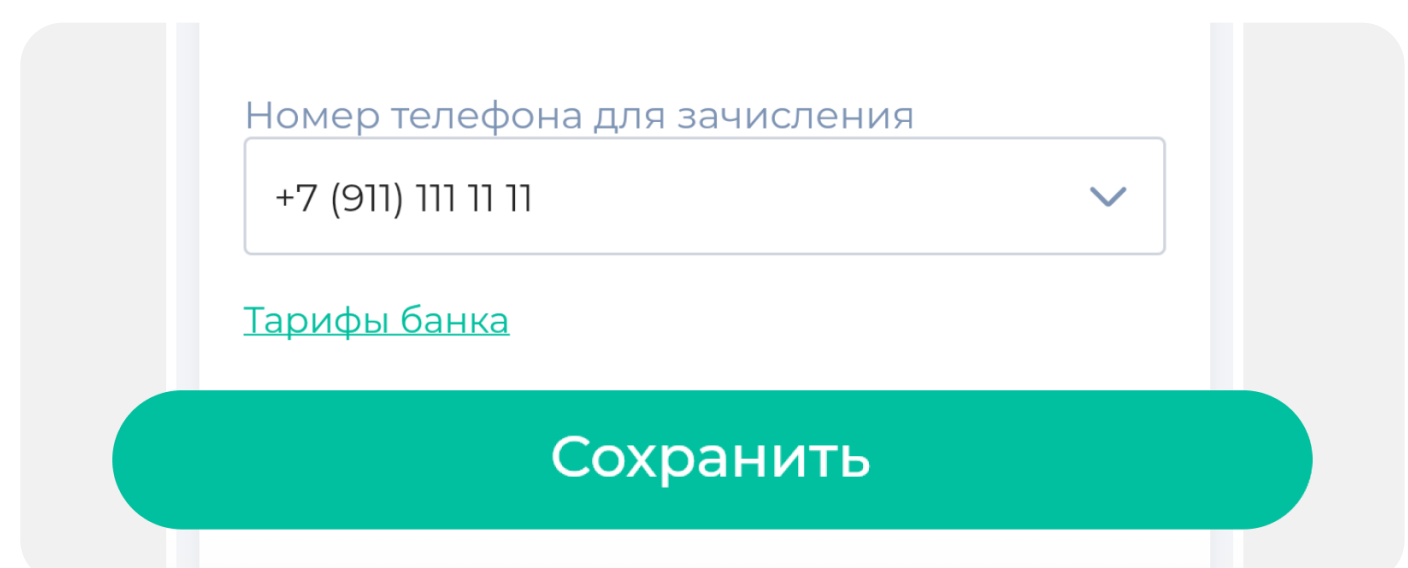 Номер телефона для зачисления
+7 (911) 111 11 11
Тарифы банка
Сохранить